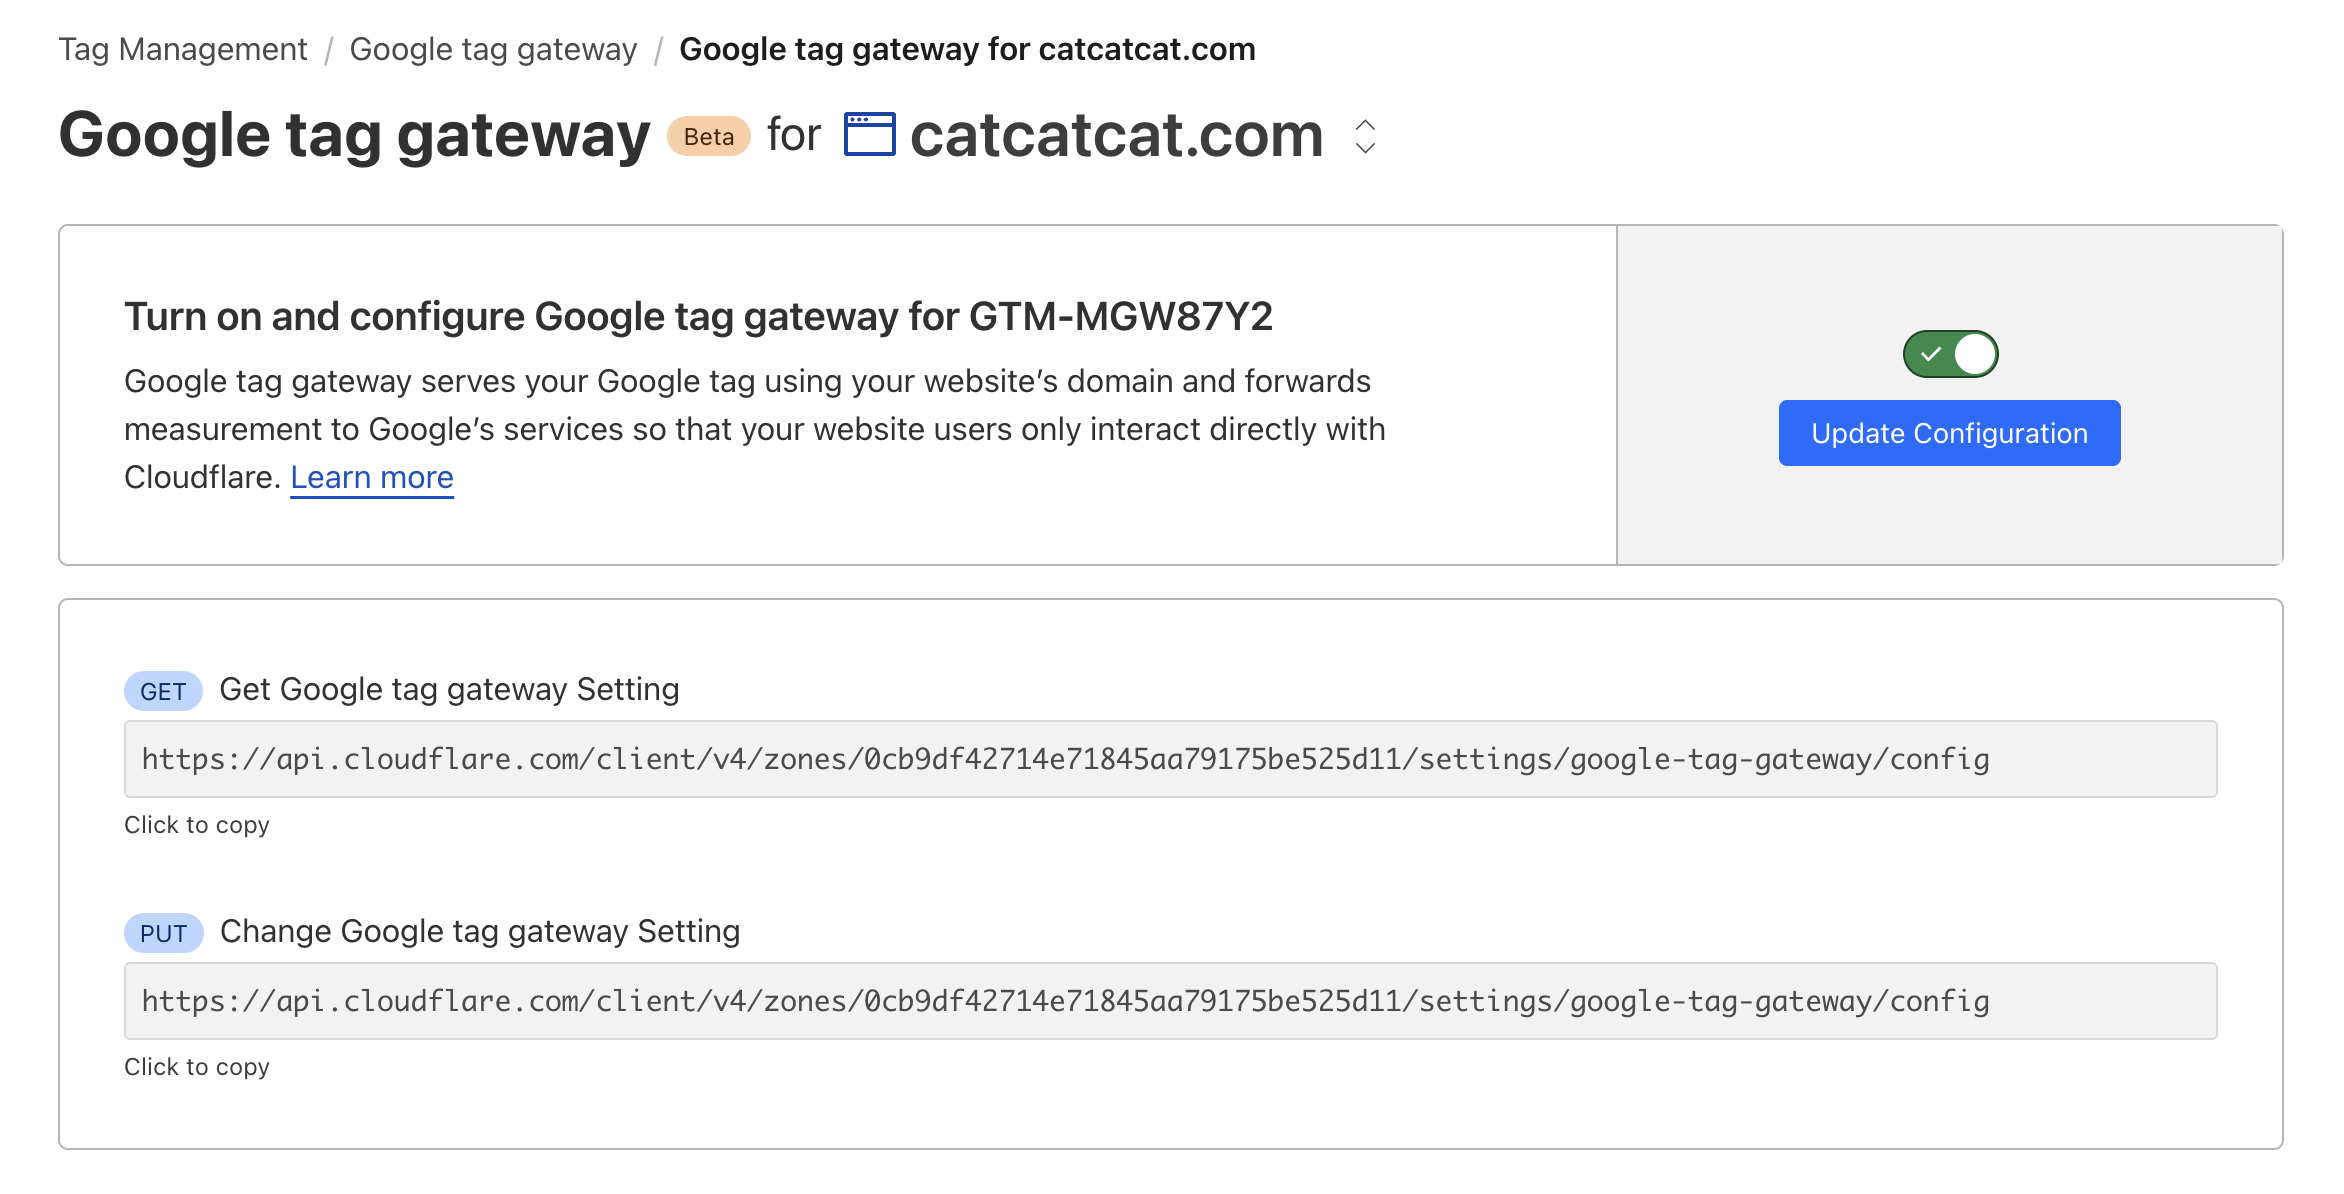 Tag Management / Google tag gateway / Google tag gateway for catcatcat.com
Google tag gateway Beta for catcatcat.com
Turn on and configure Google tag gateway for GTM-MGW87Y2
Google tag gateway serves your Google tag using your website’s domain and forwards
measurement to Google’s services so that your website users only interact directly with
Cloudflare. Learn more
Update Configuration
GET Get Google tag gateway Setting
https://api.cloudflare.com/client/v4/zones/0cb9df42714e71845aa79175be525d11/settings/google-tag-gateway/config
Click to copy
PUT Change Google tag gateway Setting
https://api.cloudflare.com/client/v4/zones/0cb9df42714e71845aa79175be525d11/settings/google-tag-gateway/config
Click to copy